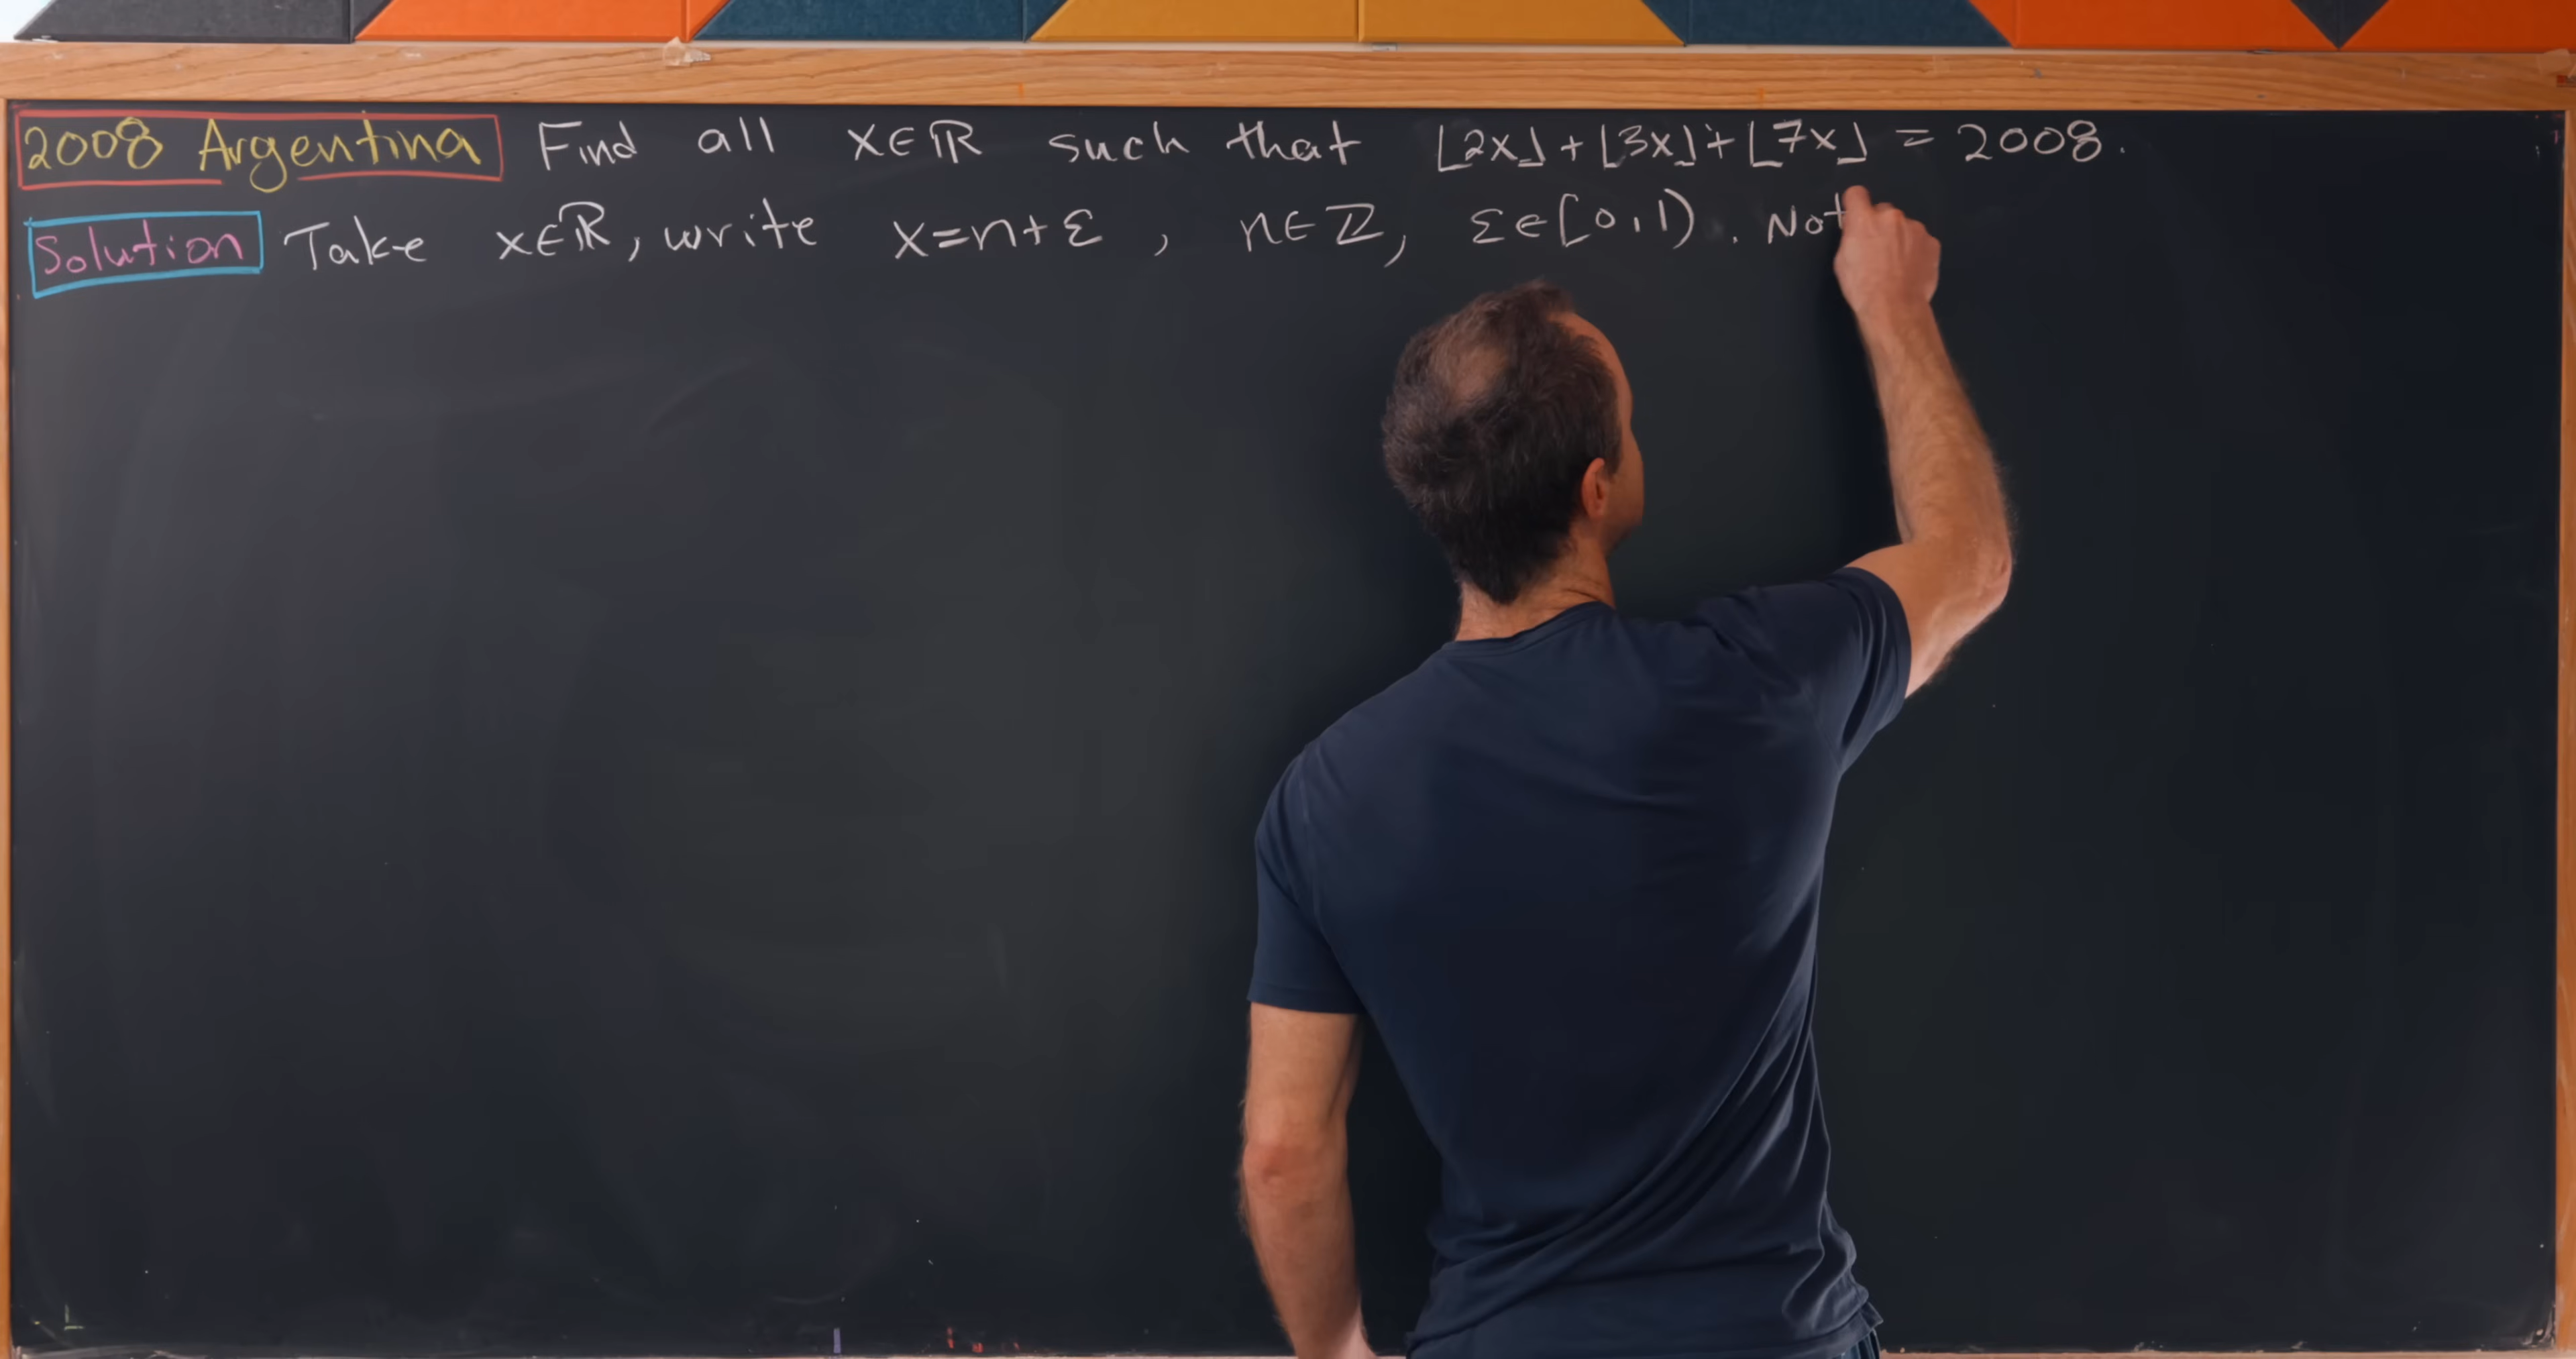 2008 Argentina Find all x∈ℝ such that ⌊2x⌋+⌊3x⌋+⌊7x⌋ = 2008.
Solution Take x∈ℝ, write x=n+ε, n∈ℤ, ε∈[0,1). Not